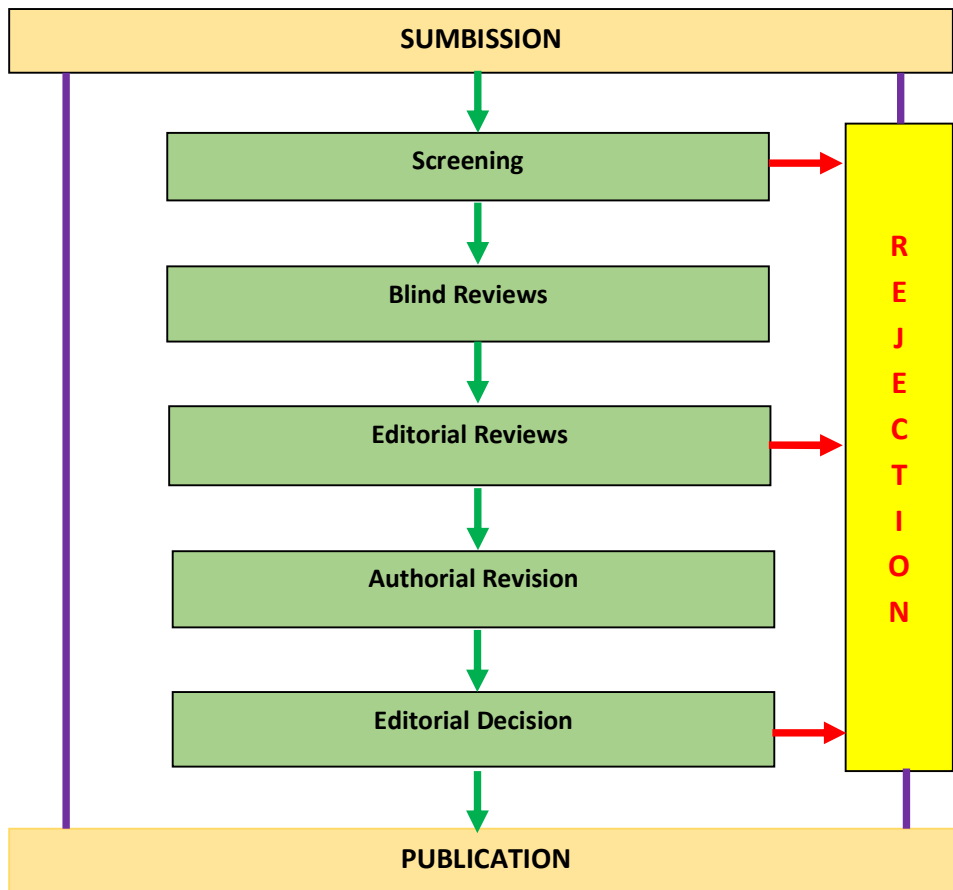 SUMBISSION
Screening
Blind Reviews
Editorial Reviews
Authorial Revision
Editorial Decision
PUBLICATION
R
E
J
E
C
T
I
O
N